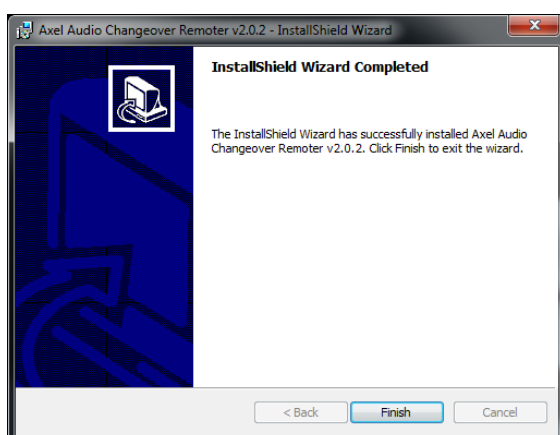 Axel Audio Changeover Remoter v2.0.2 - InstallShield Wizard
InstallShield Wizard Completed
The InstallShield Wizard has successfully installed Axel Audio
Changeover Remoter v2.0.2. Click Finish to exit the wizard.
< Back Finish Cancel